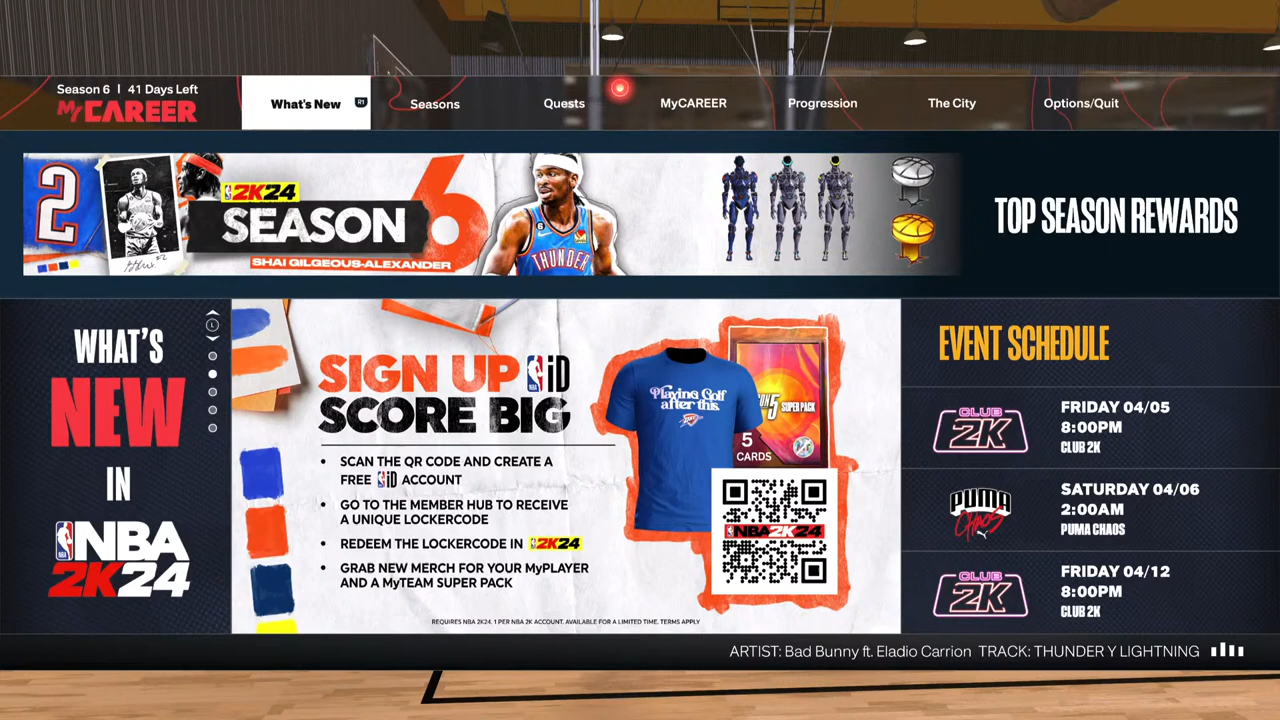 Season 6 | 41 Days Left
MyCAREER
What's New
R1
Seasons
Quests
MyCAREER
Progression
The City
Options/Quit
2
2K24
SEASON
6
SHAI GILGEOUS-ALEXANDER
THUNDER
TOP SEASON REWARDS
WHAT'S
NEW
IN
NBA
2K24
L
SIGN UP NBA iD
SCORE BIG
• SCAN THE QR CODE AND CREATE A
FREE iD ACCOUNT
• GO TO THE MEMBER HUB TO RECEIVE
A UNIQUE LOCKERCODE
• REDEEM THE LOCKERCODE IN 2K24
• GRAB NEW MERCH FOR YOUR MyPLAYER
AND A MyTEAM SUPER PACK
REQUIRES NBA 2K24. 1 PER NBA 2K ACCOUNT. AVAILABLE FOR A LIMITED TIME. TERMS APPLY
Playing Golf
after this.
5 SUPER PACK
5
CARDS
NBA2K24
EVENT SCHEDULE
CLUB
2K
FRIDAY 04/05
8:00PM
CLUB 2K
PUMA
CHAOS
SATURDAY 04/06
2:00AM
PUMA CHAOS
CLUB
2K
FRIDAY 04/12
8:00PM
CLUB 2K
ARTIST: Bad Bunny ft. Eladio Carrion TRACK: THUNDER Y LIGHTNING